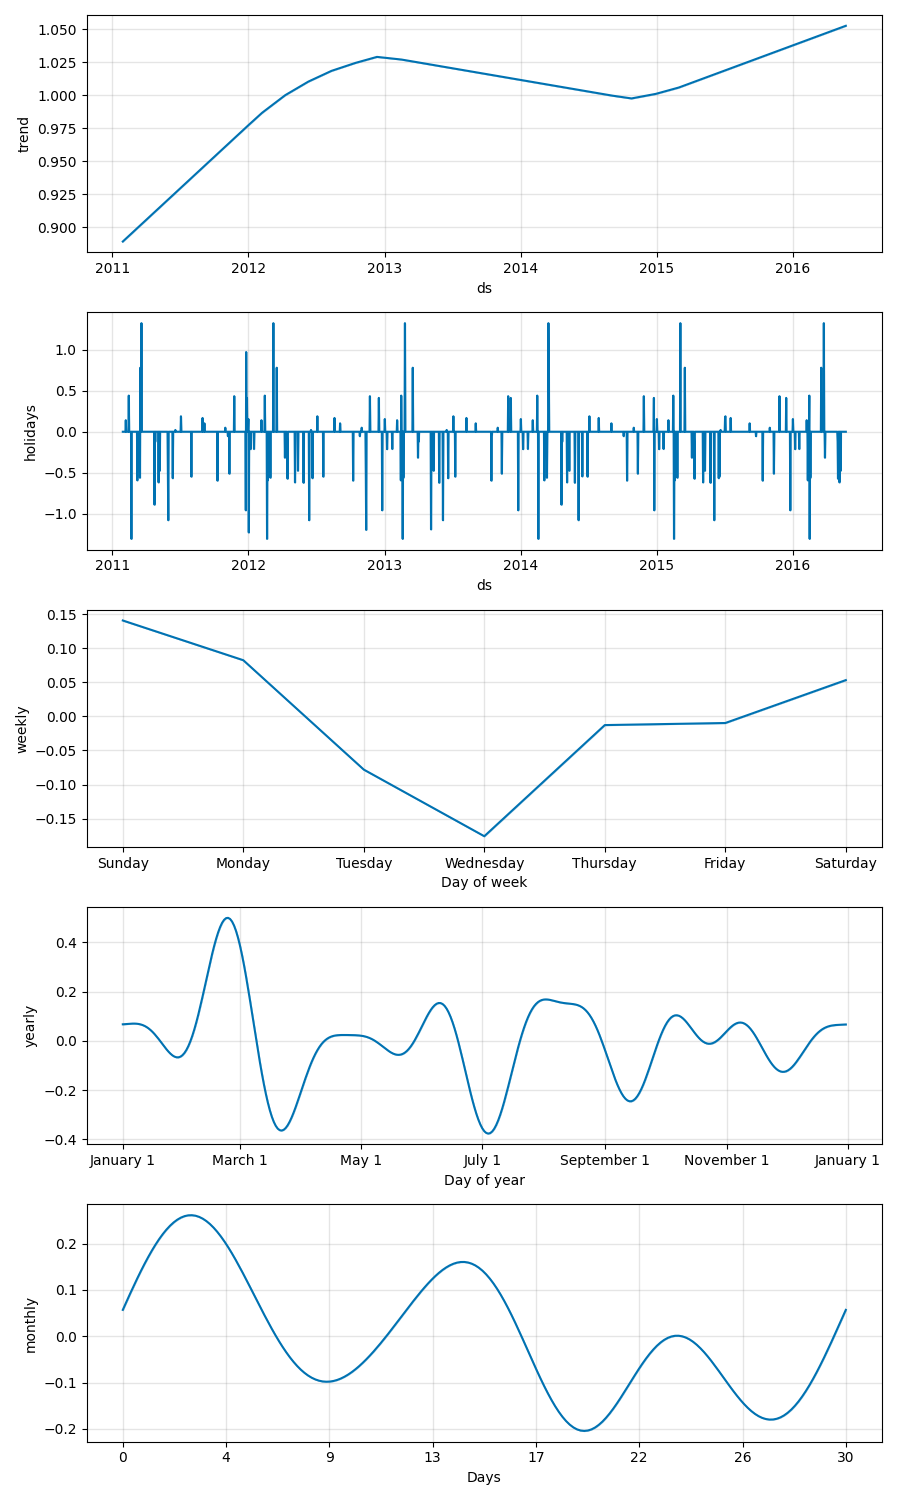 trend
1.050
1.025
1.000
0.975
0.950
0.925
0.900
2011 2012 2013 2014 2015 2016
ds
holidays
1.0
0.5
0.0
−0.5
−1.0
2011 2012 2013 2014 2015 2016
ds
weekly
0.15
0.10
0.05
0.00
−0.05
−0.10
−0.15
Sunday Monday Tuesday Wednesday Thursday Friday Saturday
Day of week
yearly
0.4
0.2
0.0
−0.2
−0.4
January 1 March 1 May 1 July 1 September 1 November 1 January 1
Day of year
monthly
0.2
0.1
0.0
−0.1
−0.2
0 4 9 13 17 22 26 30
Days